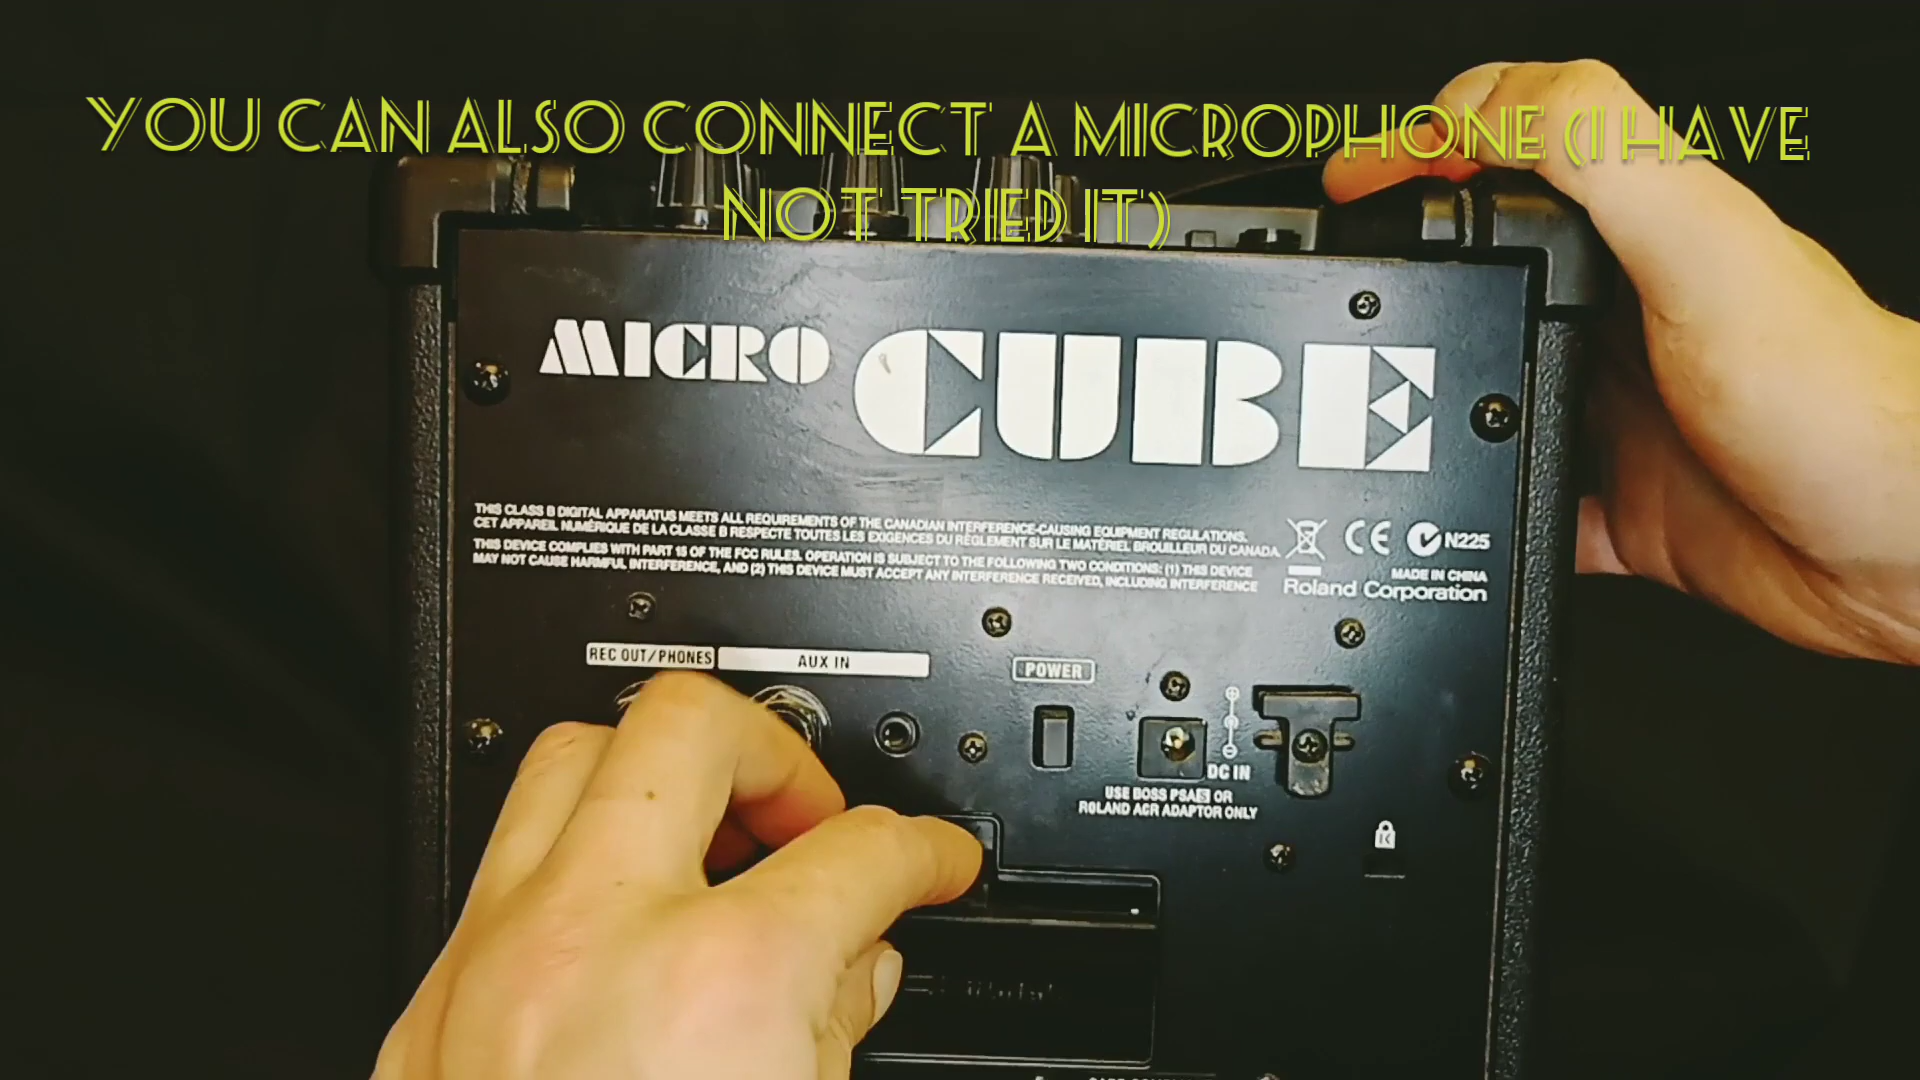 YOU CAN ALSO CONNECT A MICROPHONE (I HAVE
NOT TRIED IT)
MICRO CUBE
THIS CLASS B DIGITAL APPARATUS MEETS ALL REQUIREMENTS OF THE CANADIAN INTERFERENCE-CAUSING EQUIPMENT REGULATIONS.
CET APPAREIL NUMÉRIQUE DE LA CLASSE B RESPECTE TOUTES LES EXIGENCES DU RÈGLEMENT SUR LE MATÉRIEL BROUILLEUR DU CANADA.
THIS DEVICE COMPLIES WITH PART 15 OF THE FCC RULES. OPERATION IS SUBJECT TO THE FOLLOWING TWO CONDITIONS: (1) THIS DEVICE
MAY NOT CAUSE HARMFUL INTERFERENCE, AND (2) THIS DEVICE MUST ACCEPT ANY INTERFERENCE RECEIVED, INCLUDING INTERFERENCE
CE N225
MADE IN CHINA
Roland Corporation
REC OUT/PHONES AUX IN
POWER
DC IN
USE BOSS PSA S OR
ROLAND ACR ADAPTOR ONLY
K